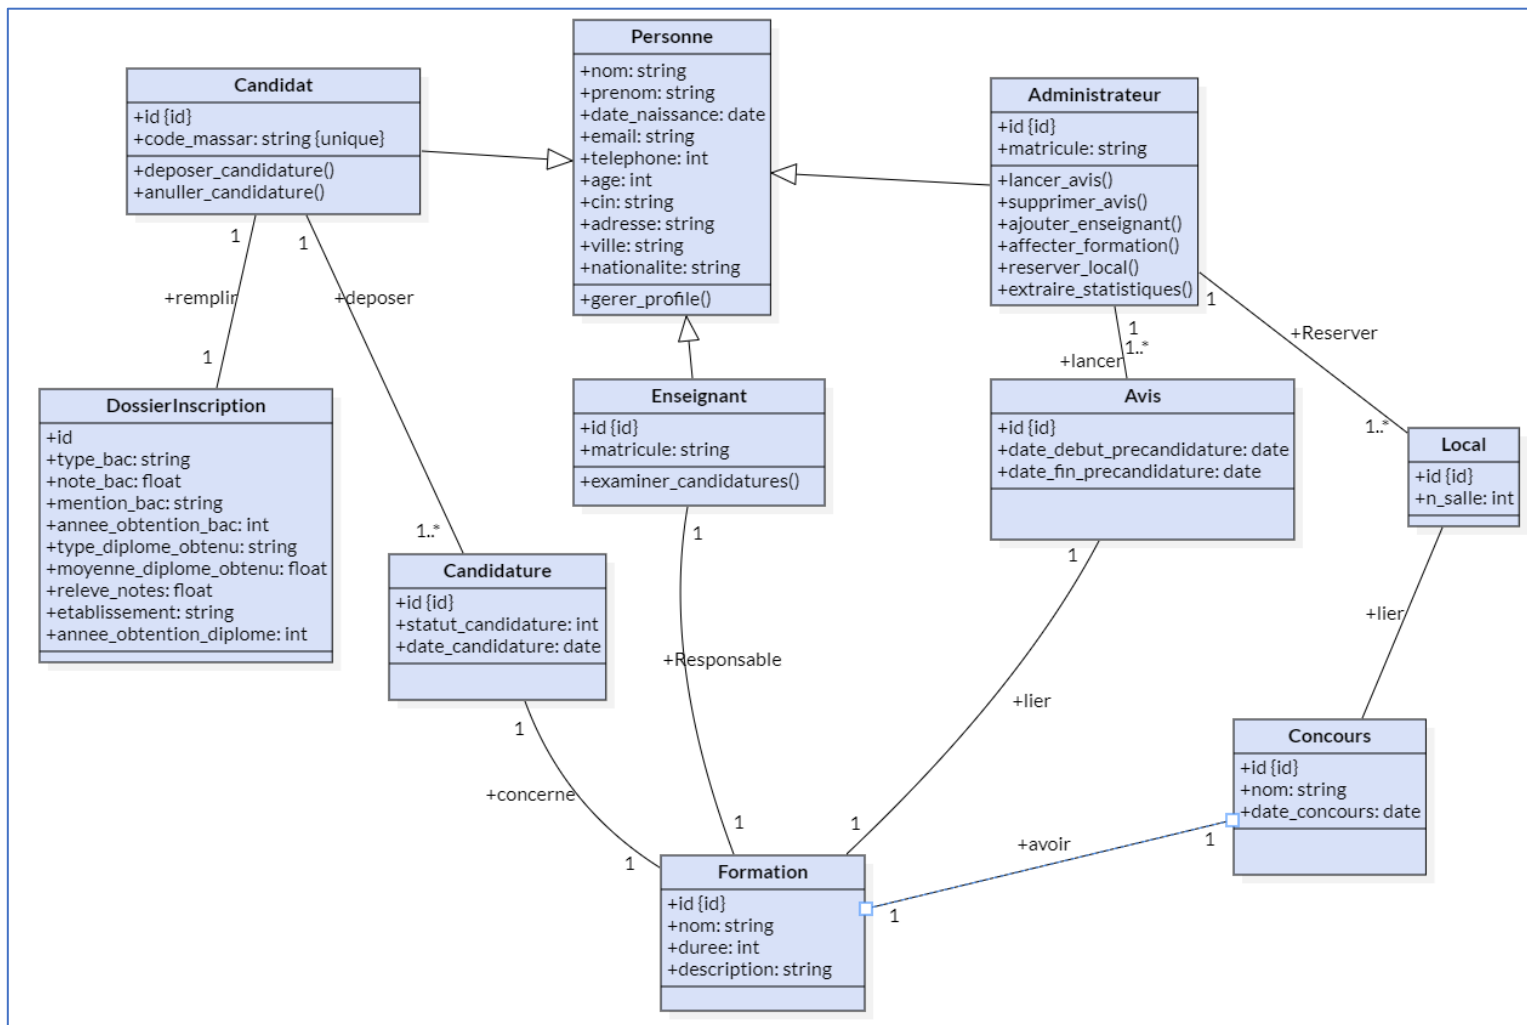 Personne
+nom: string
+prenom: string
+date_naissance: date
+email: string
+telephone: int
+age: int
+cin: string
+adresse: string
+ville: string
+nationalite: string
+gerer_profile()
Candidat
+id {id}
+code_massar: string {unique}
+deposer_candidature()
+anuller_candidature()
Administrateur
+id {id}
+matricule: string
+lancer_avis()
+supprimer_avis()
+ajouter_enseignant()
+affecter_formation()
+reserver_local()
+extraire_statistiques()
1
1
+remplir
+deposer
1
1..*
1
1..*
+lancer
1
+Reserver
1..*
DossierInscription
+id
+type_bac: string
+note_bac: float
+mention_bac: string
+annee_obtention_bac: int
+type_diplome_obtenu: string
+moyenne_diplome_obtenu: float
+releve_notes: float
+etablissement: string
+annee_obtention_diplome: int
Enseignant
+id {id}
+matricule: string
+examiner_candidatures()
Avis
+id {id}
+date_debut_precandidature: date
+date_fin_precandidature: date
Local
+id {id}
+n_salle: int
Candidature
+id {id}
+statut_candidature: int
+date_candidature: date
1
+Responsable
1
1
+lier
1
+lier
1
+concerne
1
Concours
+id {id}
+nom: string
+date_concours: date
1
+avoir
1
Formation
+id {id}
+nom: string
+duree: int
+description: string